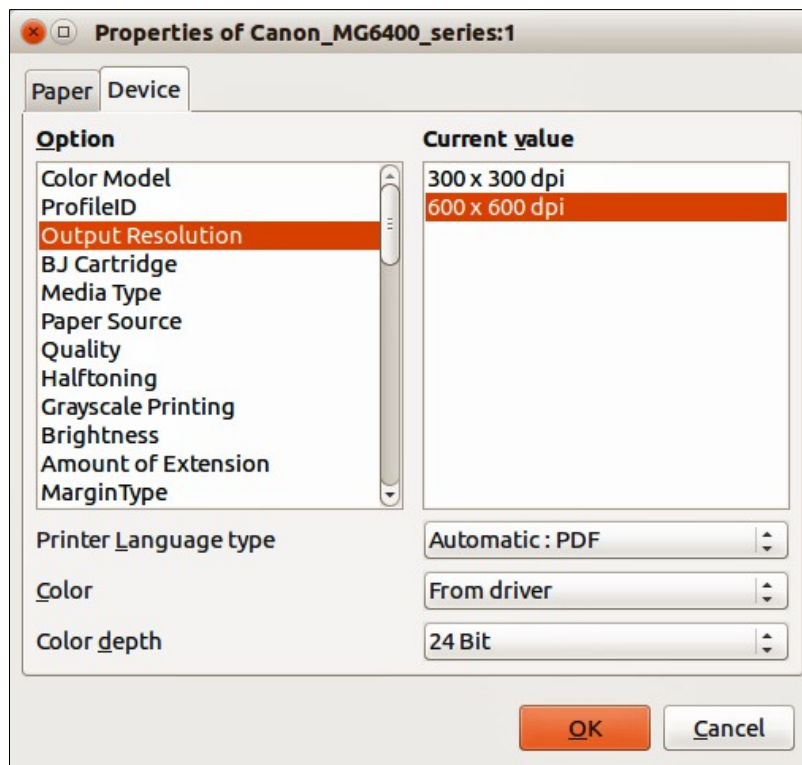 Properties of Canon_MG6400_series:1
Paper Device
Option
Color Model
ProfileID
Output Resolution
BJ Cartridge
Media Type
Paper Source
Quality
Halftoning
Grayscale Printing
Brightness
Amount of Extension
MarginType
Current value
300 x 300 dpi
600 x 600 dpi
Printer Language type
Automatic : PDF
Color
From driver
Color depth
24 Bit
OK Cancel